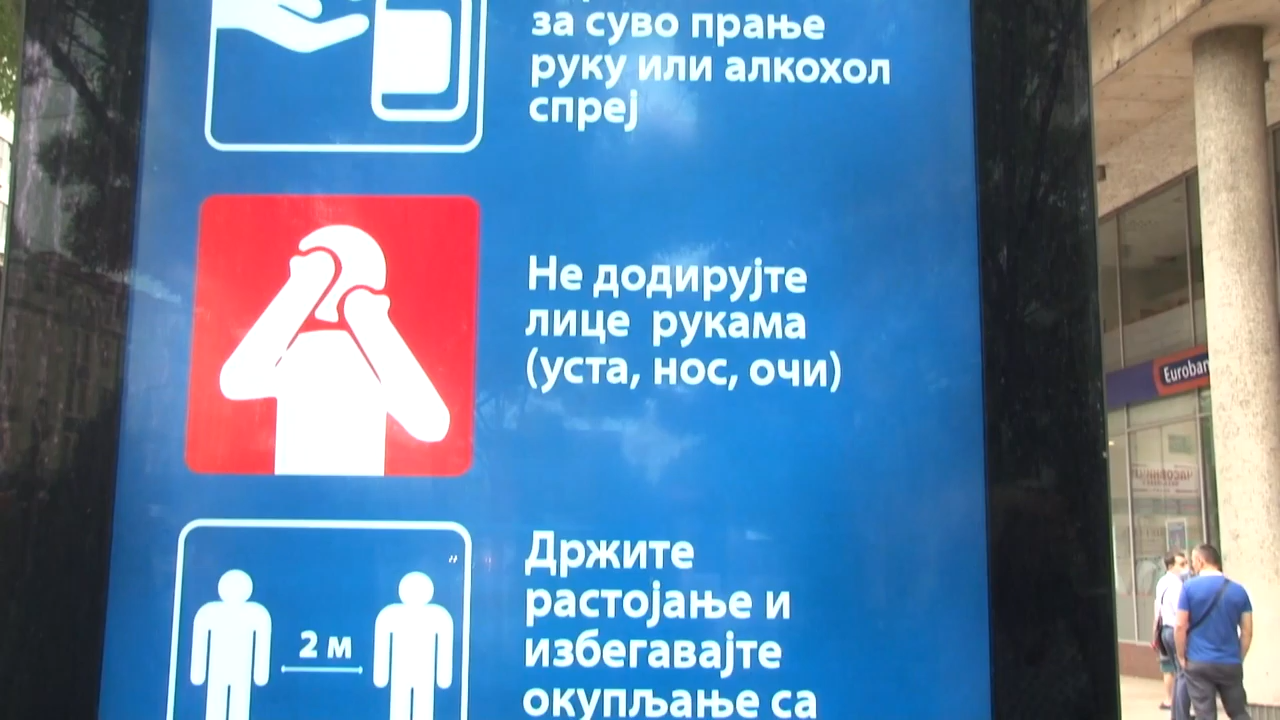 за суво прање
руку или алкохол
спреј
Не додирујте
лице рукама
(уста, нос, очи)
Држите
растојање и
избегавајте
окупљање са
2 м